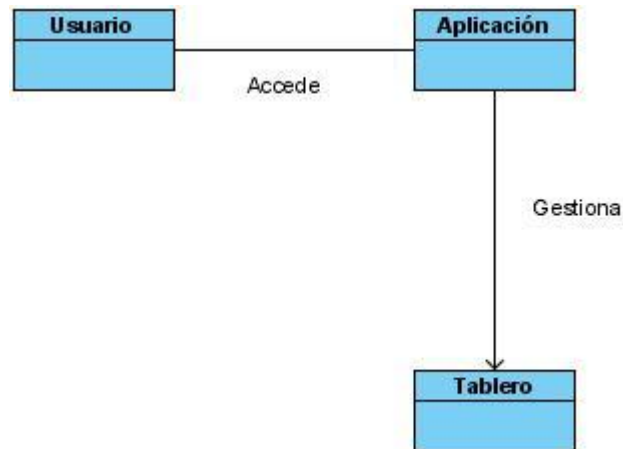 Usuario
Aplicación
Accede
Gestiona
Tablero